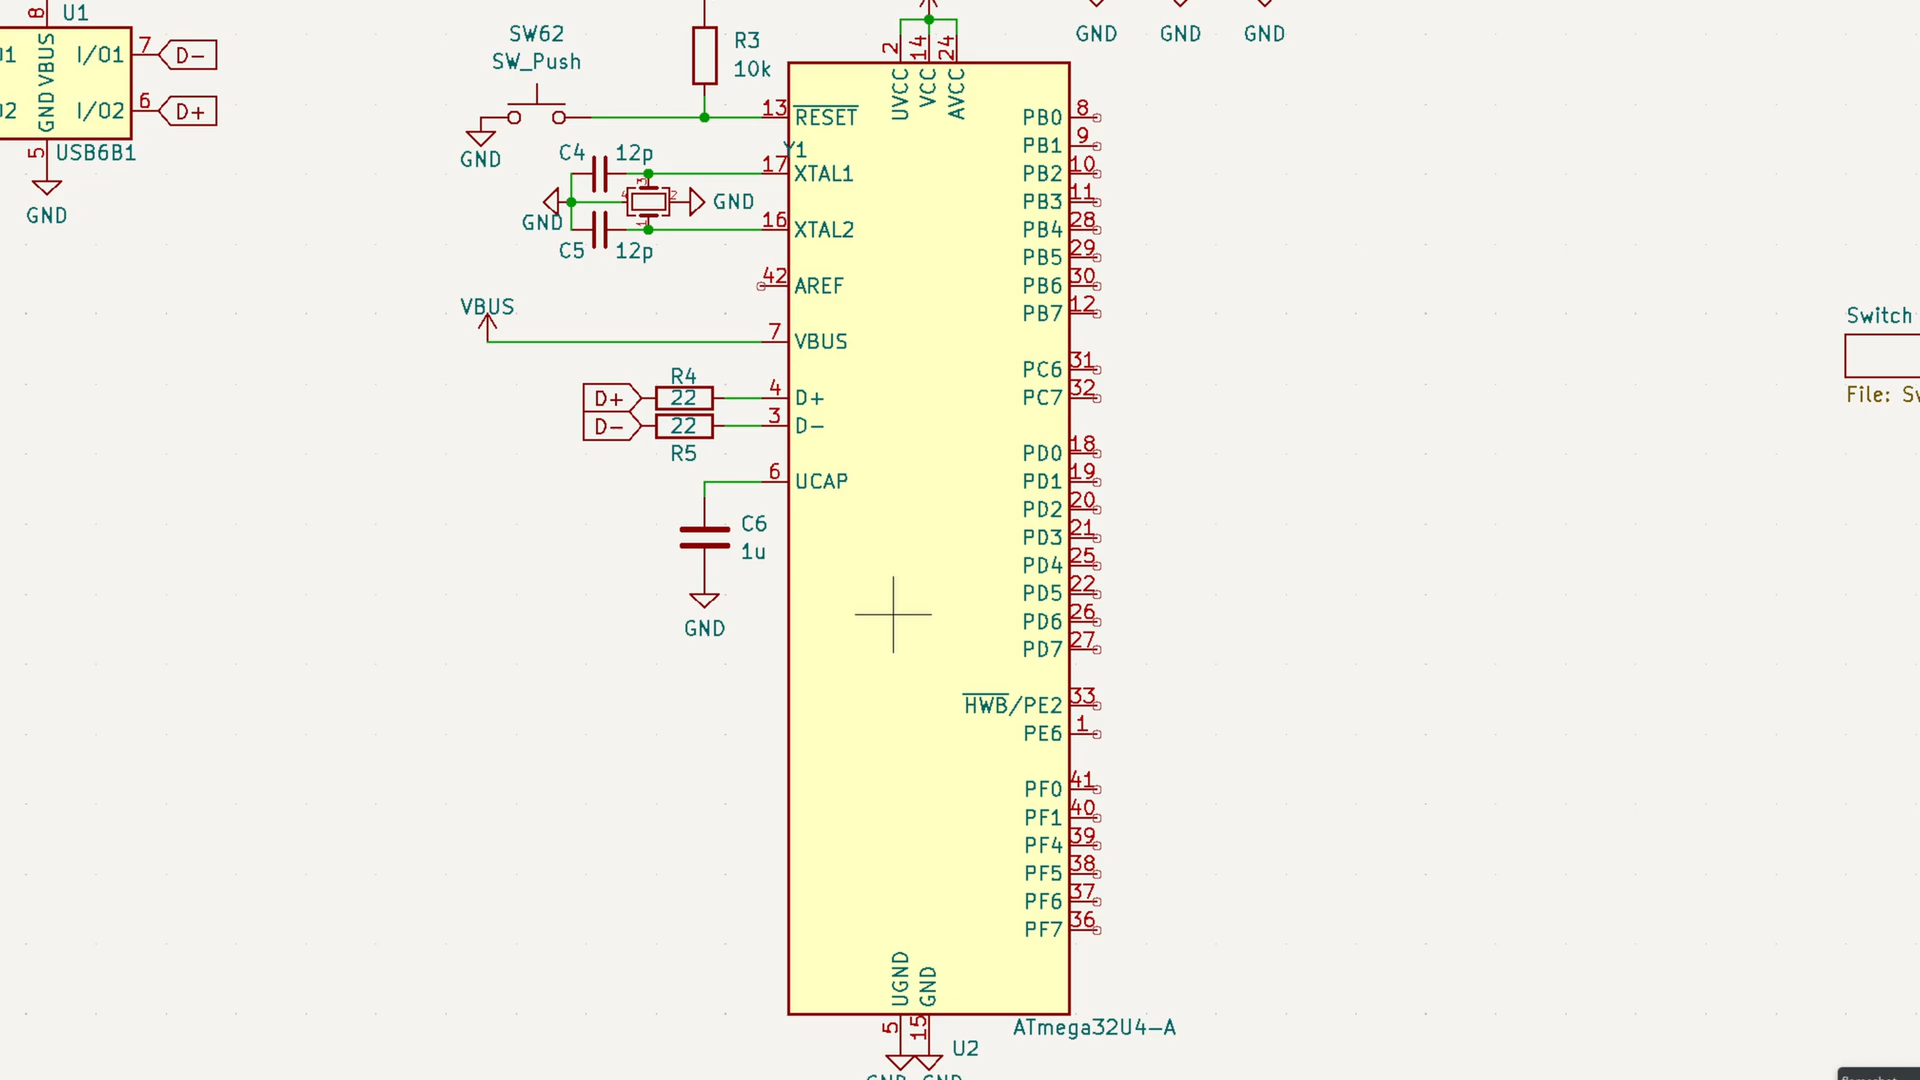 8
U1
VBUS
I/O1
7
D-
I/O2
6
D+
GND
5
USB6B1
GND
SW62
SW_Push
GND
R3
10k
GND
GND
GND
2
14
24
UVCC
VCC
AVCC
13
RESET
Y1
C4
12p
17
XTAL1
3
4
2
GND
GND
1
16
XTAL2
C5
12p
42
AREF
VBUS
7
VBUS
R4
D+
22
4
D+
D-
22
3
D-
R5
6
UCAP
C6
1u
GND
PB0
8
PB1
9
PB2
10
PB3
11
PB4
28
PB5
29
PB6
30
PB7
12
PC6
31
PC7
32
PD0
18
PD1
19
PD2
20
PD3
21
PD4
25
PD5
22
PD6
26
PD7
27
HWB/PE2
33
PE6
1
PF0
41
PF1
40
PF4
39
PF5
38
PF6
37
PF7
36
UGND
GND
5
15
ATmega32U4-A
U2
Switch
File: